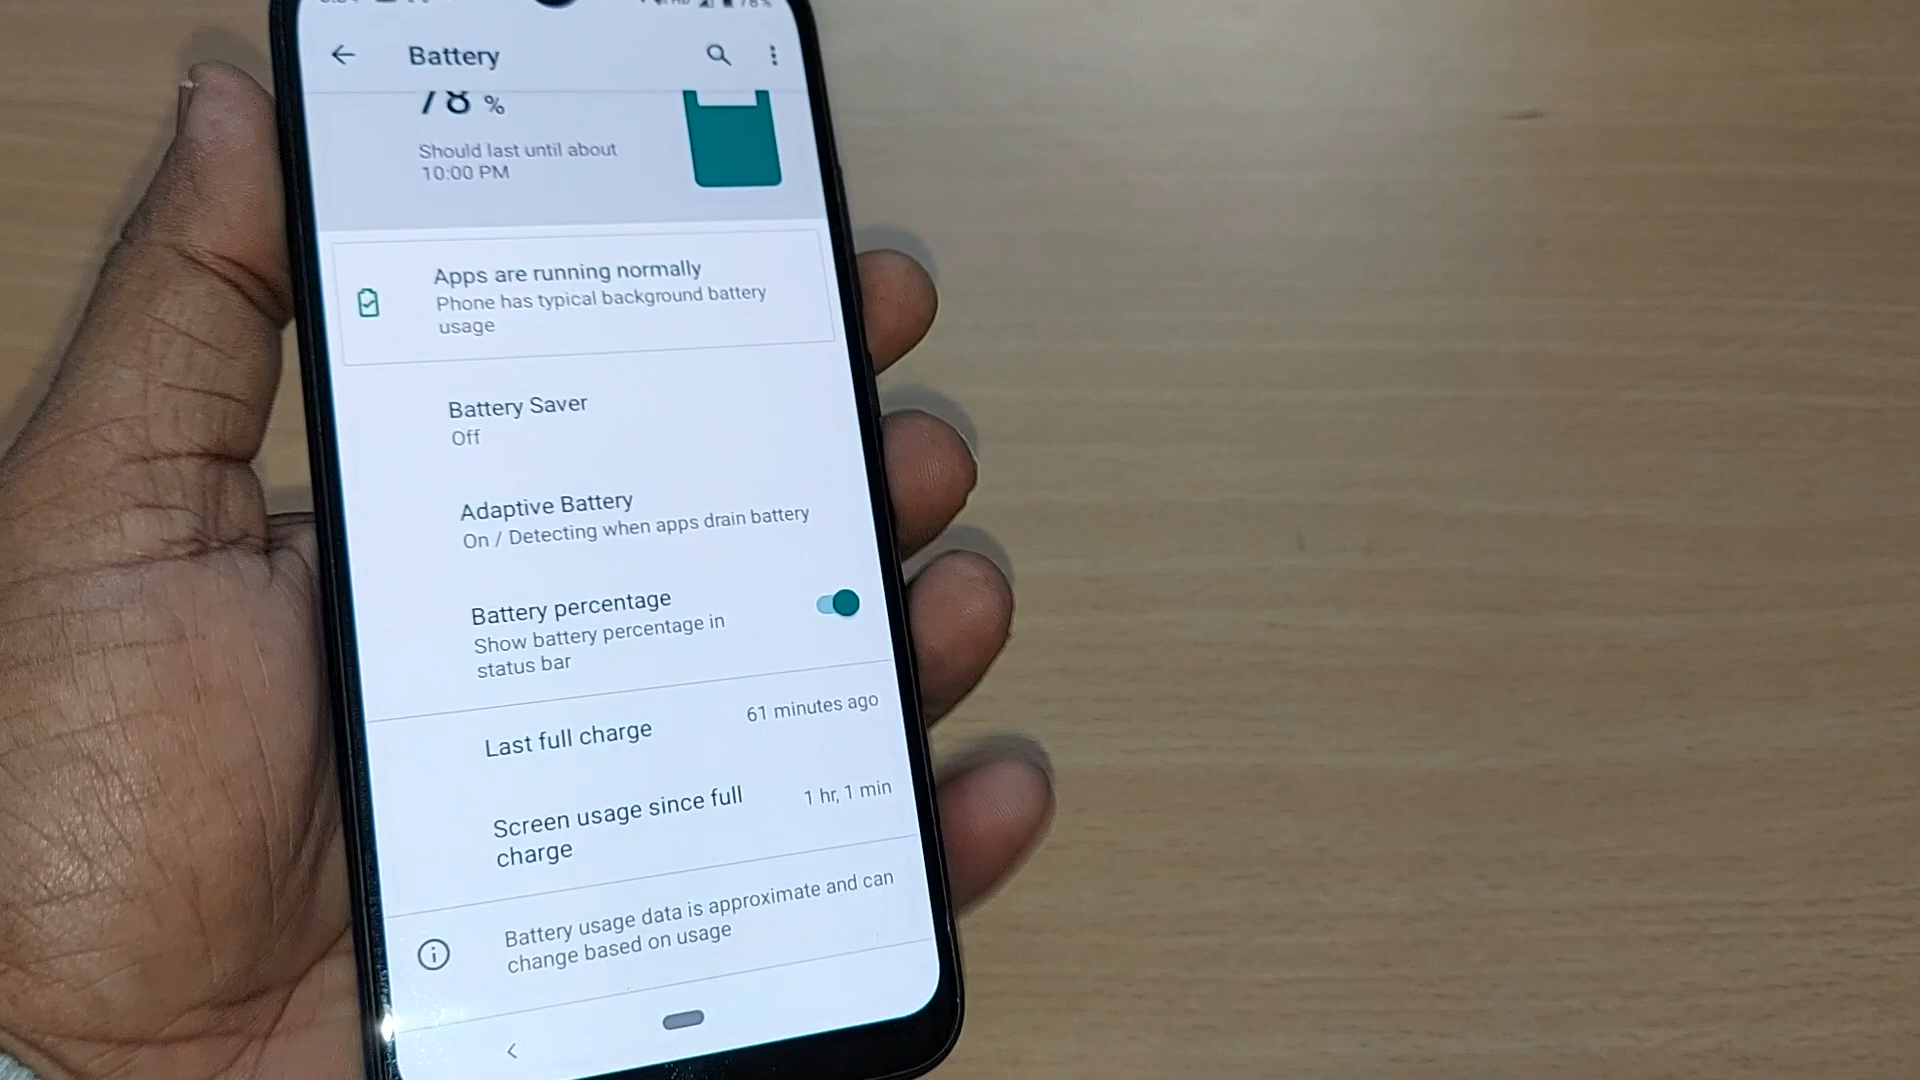 Battery
78 %
Should last until about
10:00 PM
Apps are running normally
Phone has typical background battery
usage
Battery Saver
Off
Adaptive Battery
On / Detecting when apps drain battery
Battery percentage
Show battery percentage in
status bar
Last full charge
61 minutes ago
Screen usage since full
charge
1 hr, 1 min
Battery usage data is approximate and can
change based on usage